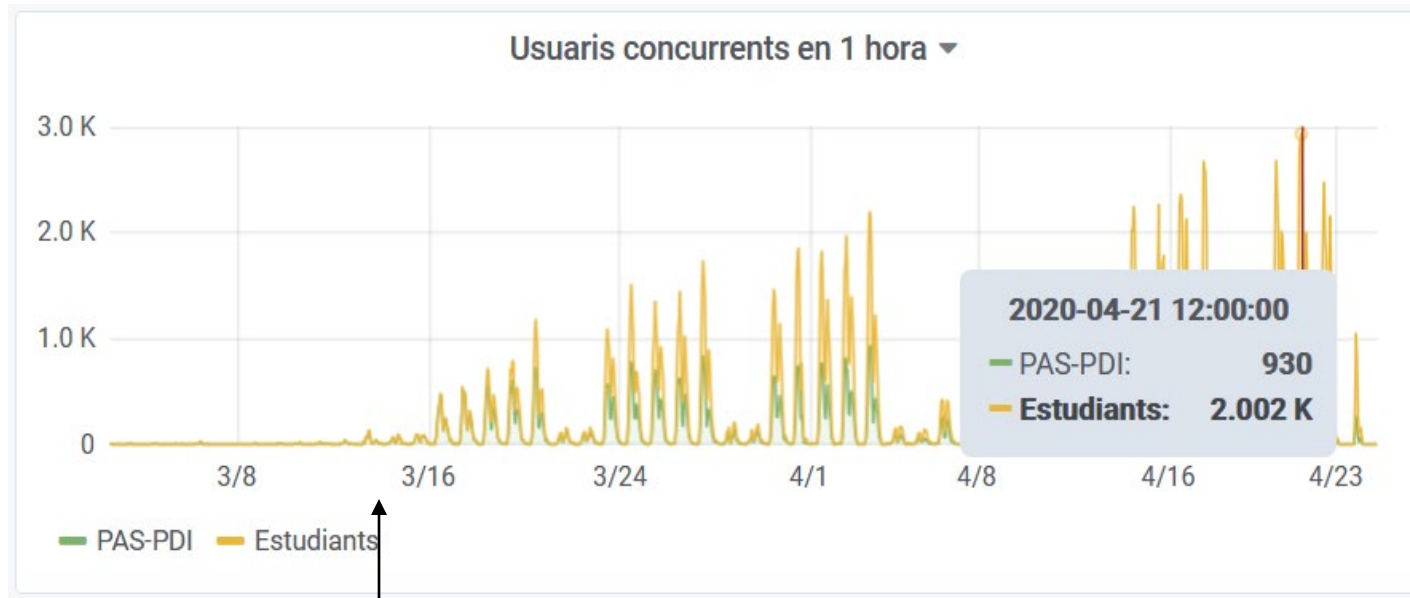 Usuaris concurrents en 1 hora
3.0 K
2.0 K
1.0 K
0
3/8 3/16 3/24 4/1 4/8 4/16 4/23
2020-04-21 12:00:00
PAS-PDI: 930
Estudiants: 2.002 K
PAS-PDI Estudiants